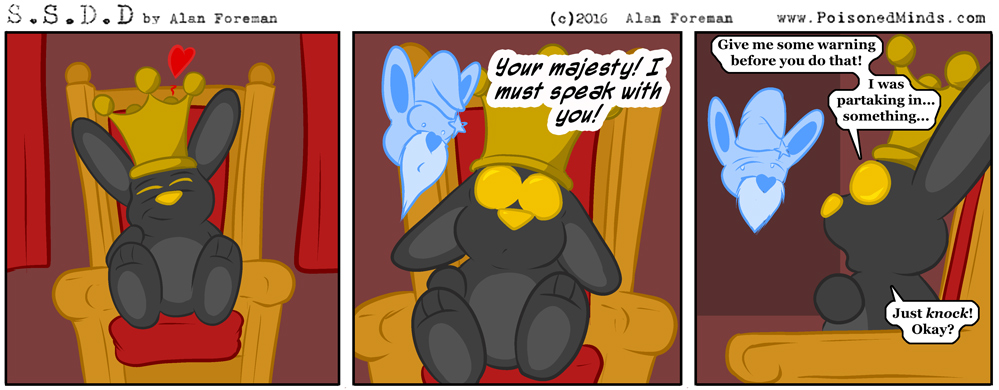 S.S.D.D by Alan Foreman (c)2016 Alan Foreman www.PoisonedMinds.com
Your majesty! I
must speak with
you!
Give me some warning
before you do that!
I was
partaking in...
something...
Just knock!
Okay?